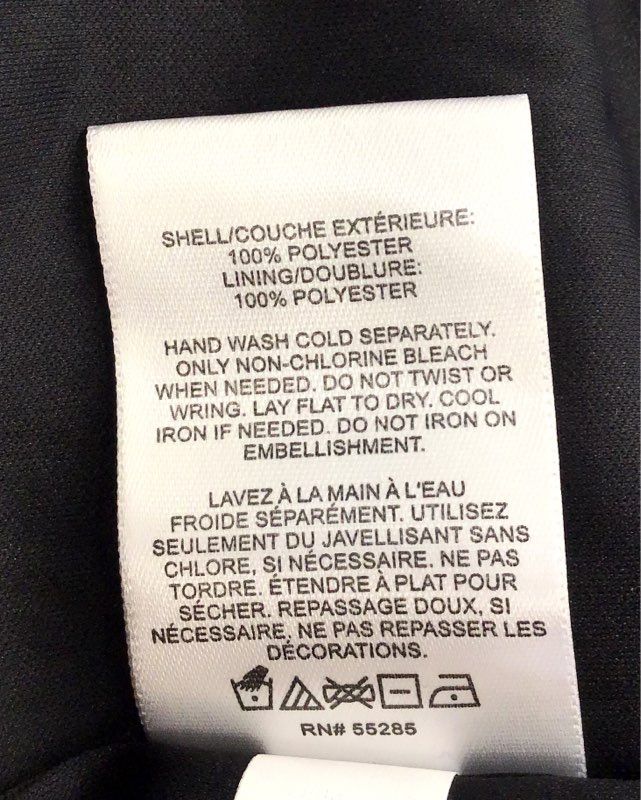 SHELL/COUCHE EXTÉRIEURE:
100% POLYESTER
LINING/DOUBLURE:
100% POLYESTER
HAND WASH COLD SEPARATELY.
ONLY NON-CHLORINE BLEACH
WHEN NEEDED. DO NOT TWIST OR
WRING. LAY FLAT TO DRY. COOL
IRON IF NEEDED. DO NOT IRON ON
EMBELLISHMENT.
LAVEZ À LA MAIN À L'EAU
FROIDE SÉPARÉMENT. UTILISEZ
SEULEMENT DU JAVELLISANT SANS
CHLORE, SI NÉCESSAIRE. NE PAS
TORDRE. ÉTENDRE À PLAT POUR
SÉCHER. REPASSAGE DOUX, SI
NÉCESSAIRE, NE PAS REPASSER LES
DÉCORATIONS.
RN# 55285